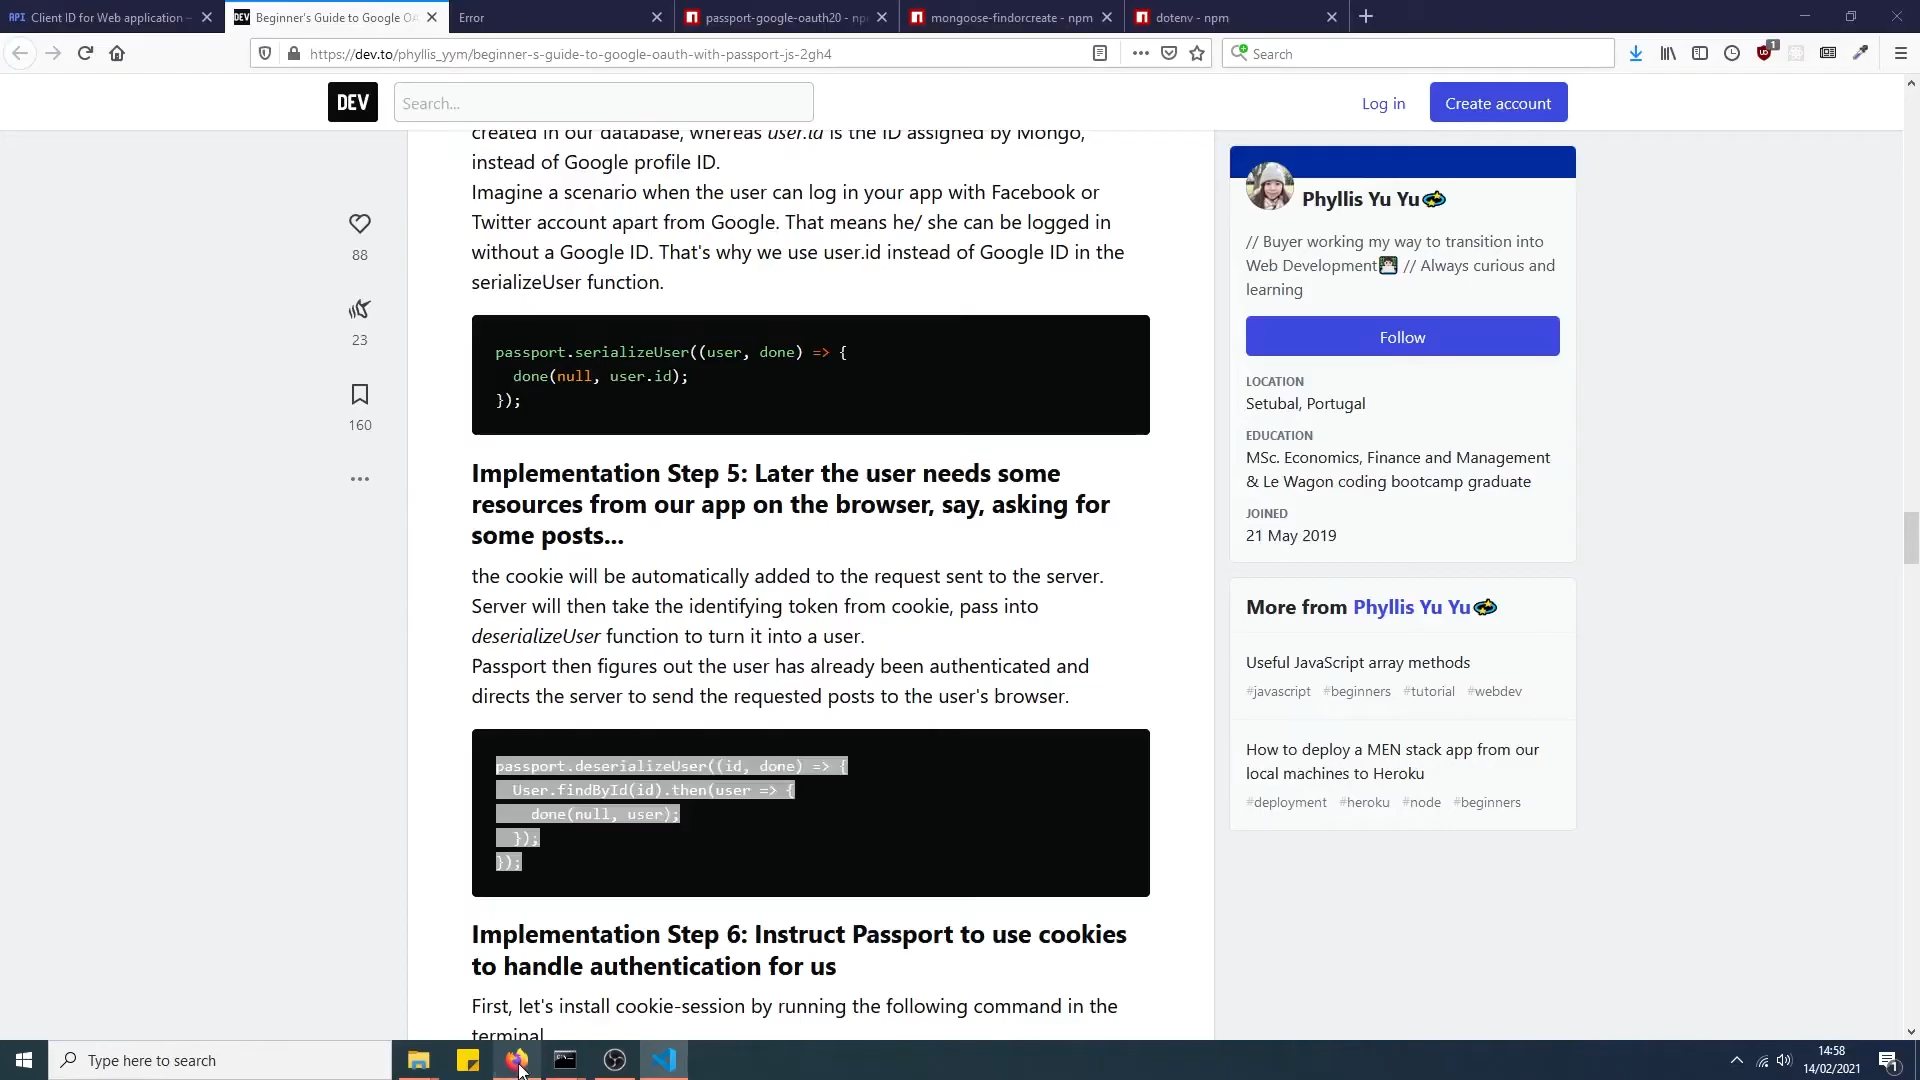 API Client ID for Web application –
DEV Beginner's Guide to Google OA
Error
passport-google-oauth20 - np
mongoose-findorcreate - npm
dotenv - npm
https://dev.to/phyllis_yym/beginner-s-guide-to-google-oauth-with-passport-js-2gh4
Search
1
DEV
Search...
Log in
Create account
created in our database, whereas user.id is the ID assigned by Mongo,
instead of Google profile ID.
Imagine a scenario when the user can log in your app with Facebook or
Twitter account apart from Google. That means he/ she can be logged in
without a Google ID. That's why we use user.id instead of Google ID in the
serializeUser function.
88
23
160
passport.serializeUser((user, done) => {
done(null, user.id);
});
Implementation Step 5: Later the user needs some
resources from our app on the browser, say, asking for
some posts...
the cookie will be automatically added to the request sent to the server.
Server will then take the identifying token from cookie, pass into
deserializeUser function to turn it into a user.
Passport then figures out the user has already been authenticated and
directs the server to send the requested posts to the user's browser.
passport.deserializeUser((id, done) => {
User.findById(id).then(user => {
done(null, user);
});
});
Implementation Step 6: Instruct Passport to use cookies
to handle authentication for us
First, let's install cookie-session by running the following command in the
terminal
Phyllis Yu Yu
// Buyer working my way to transition into
Web Development // Always curious and
learning
Follow
LOCATION
Setubal, Portugal
EDUCATION
MSc. Economics, Finance and Management
& Le Wagon coding bootcamp graduate
JOINED
21 May 2019
More from Phyllis Yu Yu
Useful JavaScript array methods
#javascript #beginners #tutorial #webdev
How to deploy a MEN stack app from our
local machines to Heroku
#deployment #heroku #node #beginners
Type here to search
14:58
14/02/2021
1